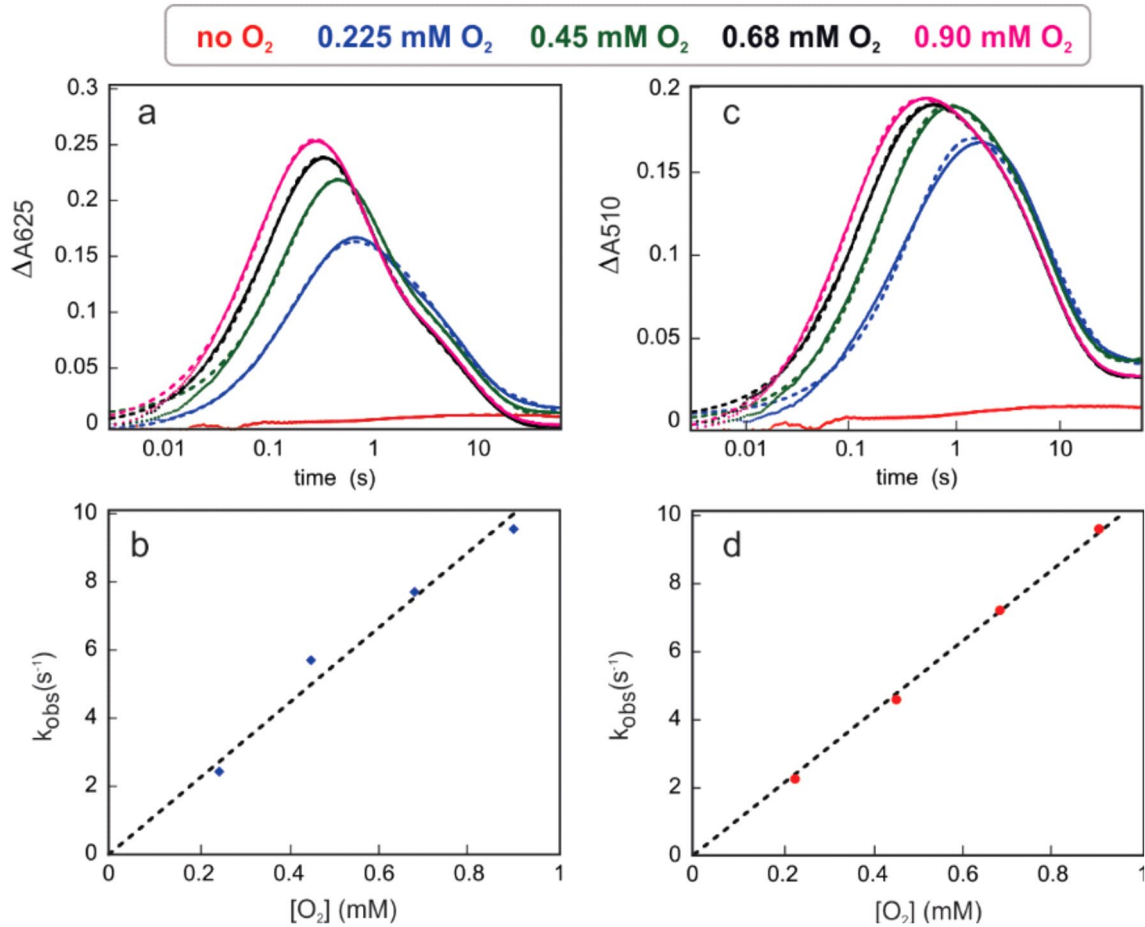 no O₂ 0.225 mM O₂ 0.45 mM O₂ 0.68 mM O₂ 0.90 mM O₂
a
0.3
0.25
0.2
0.15
0.1
0.05
0
ΔA625
0.01 0.1 1 10
time (s)
c
0.2
0.15
0.1
0.05
0
ΔA510
0.01 0.1 1 10
time (s)
b
10
8
6
4
2
0
kobs(s⁻¹)
0 0.2 0.4 0.6 0.8 1
[O₂] (mM)
d
10
8
6
4
2
0
kobs(s⁻¹)
0 0.2 0.4 0.6 0.8 1
[O₂] (mM)